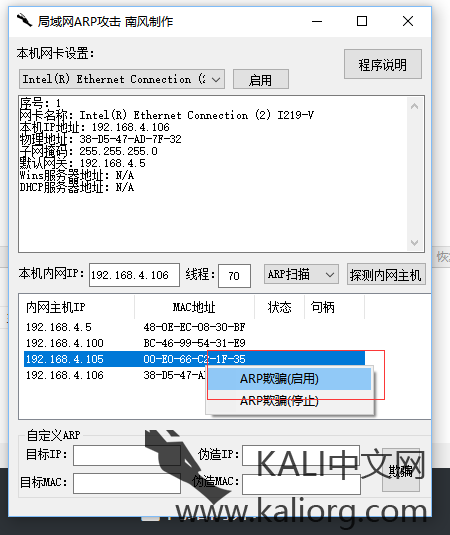 局域网ARP攻击 南风制作
本机网卡设置:
Intel(R) Ethernet Connection (2
启用
程序说明
序号: 1
网卡名称: Intel(R) Ethernet Connection (2) I219-V
本机IP地址: 192.168.4.106
物理地址: 38-D5-47-AD-7F-32
子网掩码: 255.255.255.0
默认网关: 192.168.4.5
Wins服务器地址: N/A
DHCP服务器地址: N/A
恢
本机内网IP: 192.168.4.106 线程: 70 ARP扫描 探测内网主机
内网主机IP MAC地址 状态 句柄
192.168.4.5 48-0E-EC-08-30-BF
192.168.4.100 BC-46-99-54-31-E9
192.168.4.105 00-E0-66-C2-1F-35
192.168.4.106 38-D5-47-A
ARP欺骗(启用)
ARP欺骗(停止)
自定义ARP
目标IP: 伪造IP:
目标MAC: 伪造MAC:
欺骗
KALI中文网
www.kaliorg.com